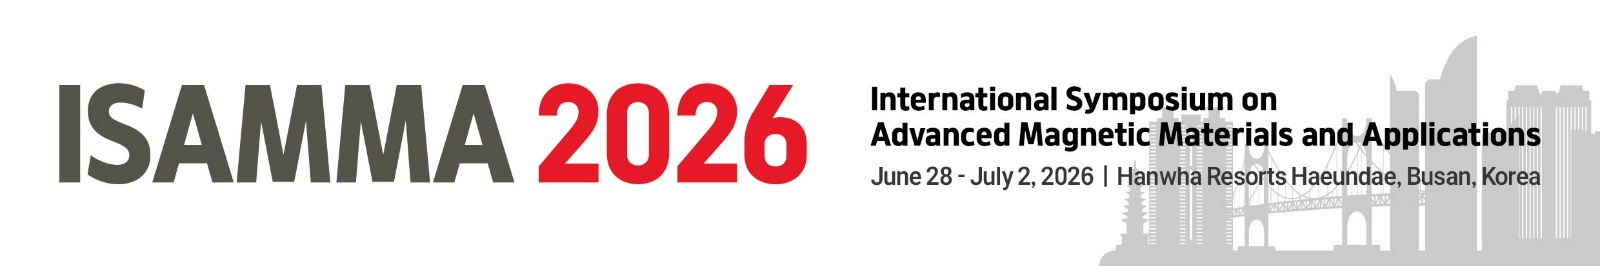 ISAMMA 2026
International Symposium on
Advanced Magnetic Materials and Applications
June 28 - July 2, 2026 | Hanwha Resorts Haeundae, Busan, Korea